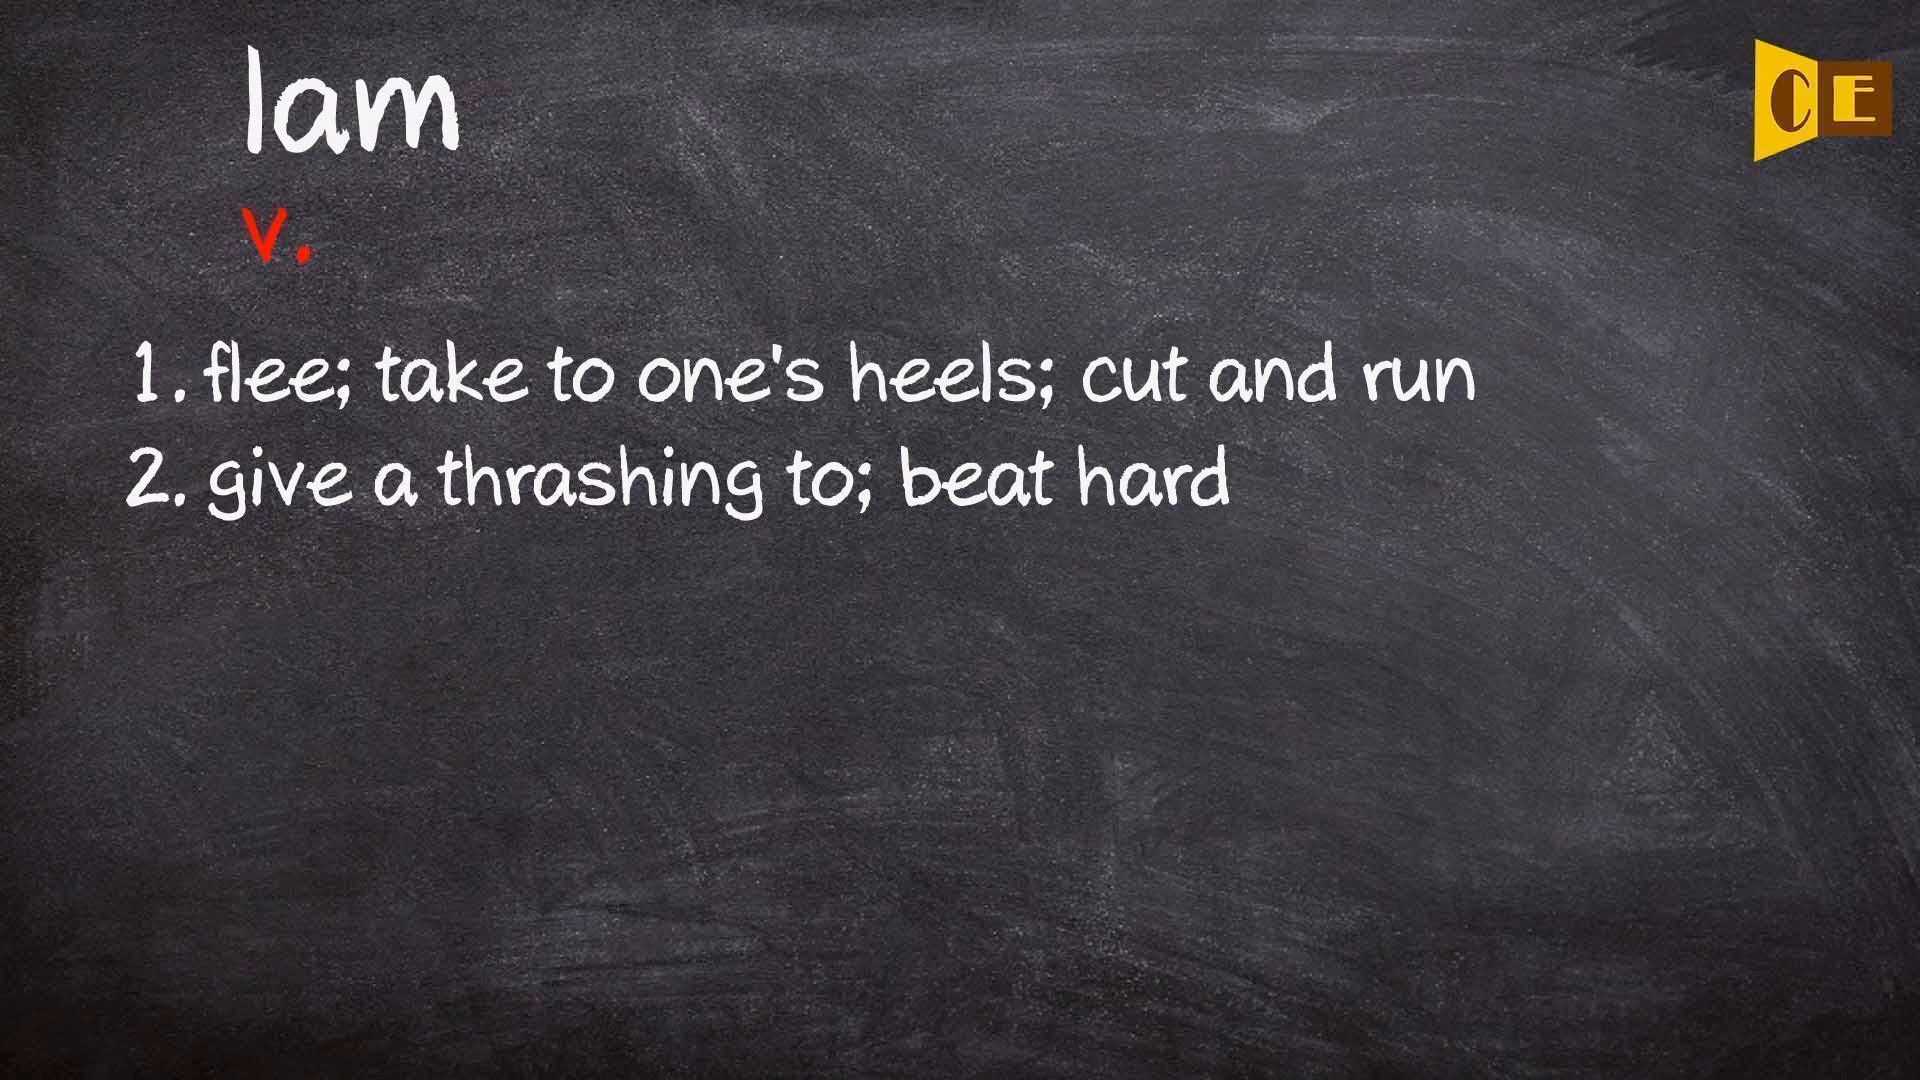 lam
CE
v.
1. flee; take to one's heels; cut and run
2. give a thrashing to; beat hard